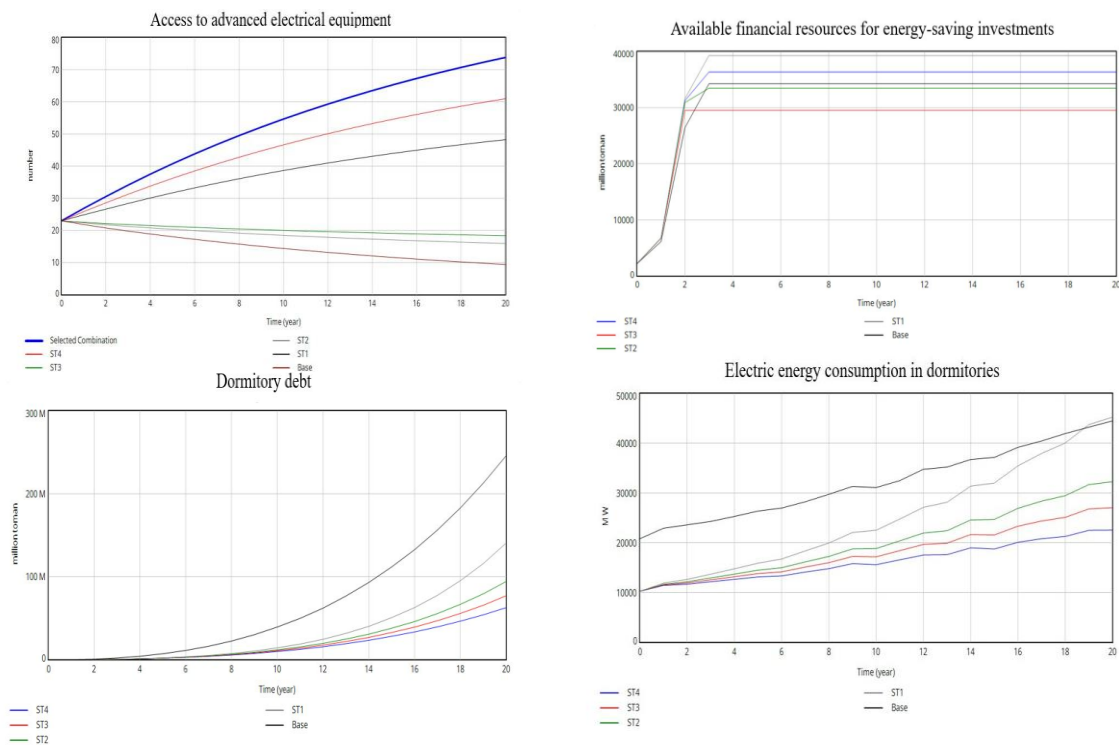 Access to advanced electrical equipment
80
70
60
50
40
30
20
10
0
number
0 2 4 6 8 10 12 14 16 18 20
Time (year)
Selected Combination
ST4
ST3
ST2
ST1
Base
Available financial resources for energy-saving investments
40000
30000
20000
10000
0
million toman
0 2 4 6 8 10 12 14 16 18 20
Time (year)
ST4
ST3
ST2
ST1
Base
Dormitory debt
300 M
200 M
100 M
0
million toman
0 2 4 6 8 10 12 14 16 18 20
Time (year)
ST4
ST3
ST2
ST1
Base
Electric energy consumption in dormitories
50000
40000
30000
20000
10000
0
M W
0 2 4 6 8 10 12 14 16 18 20
Time (year)
ST4
ST3
ST2
ST1
Base